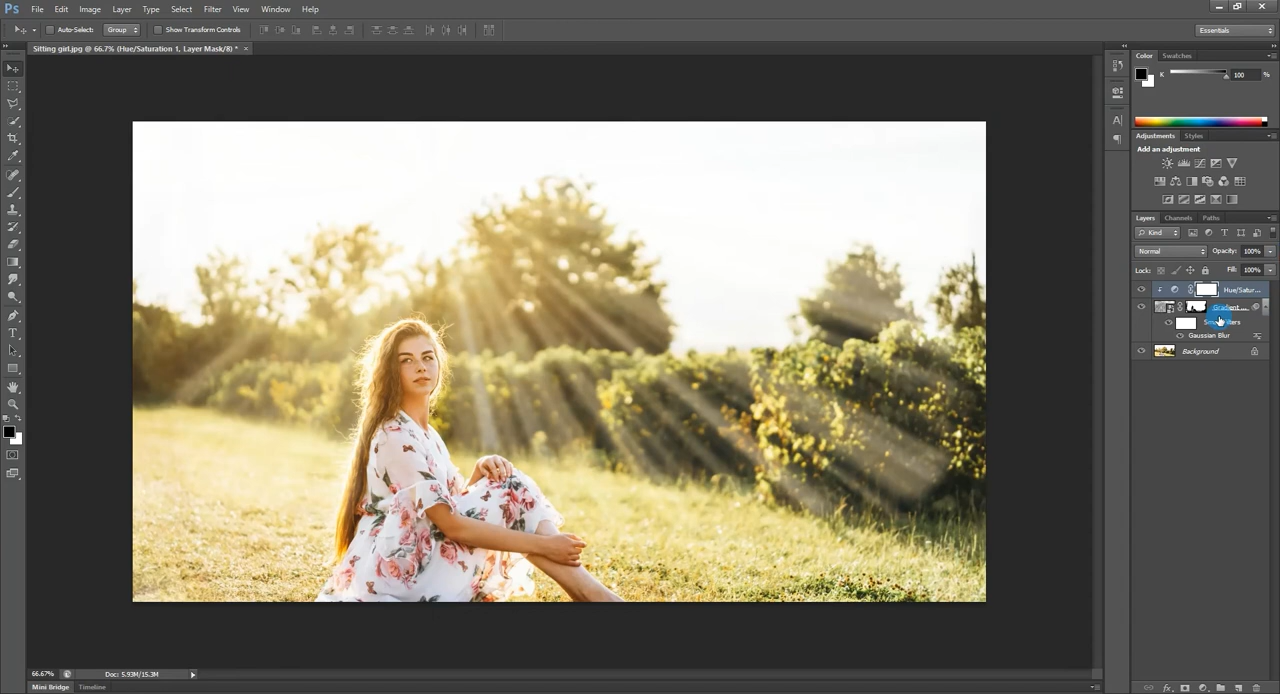 Ps File Edit Image Layer Type Select Filter View Window Help
Auto-Select: Group Show Transform Controls Essentials
Sitting girl.jpg @ 66.7% (Hue/Saturation 1, Layer Mask/8) * ×
Color Swatches
K 100 %
Adjustments Styles
Add an adjustment
Layers Channels Paths
Kind
Normal Opacity: 100%
Lock: Fill: 100%
Hue/Satur...
Gradient ...
Gaussian Blur
Background
66.67% Doc: 5.93M/15.3M
Mini Bridge Timeline